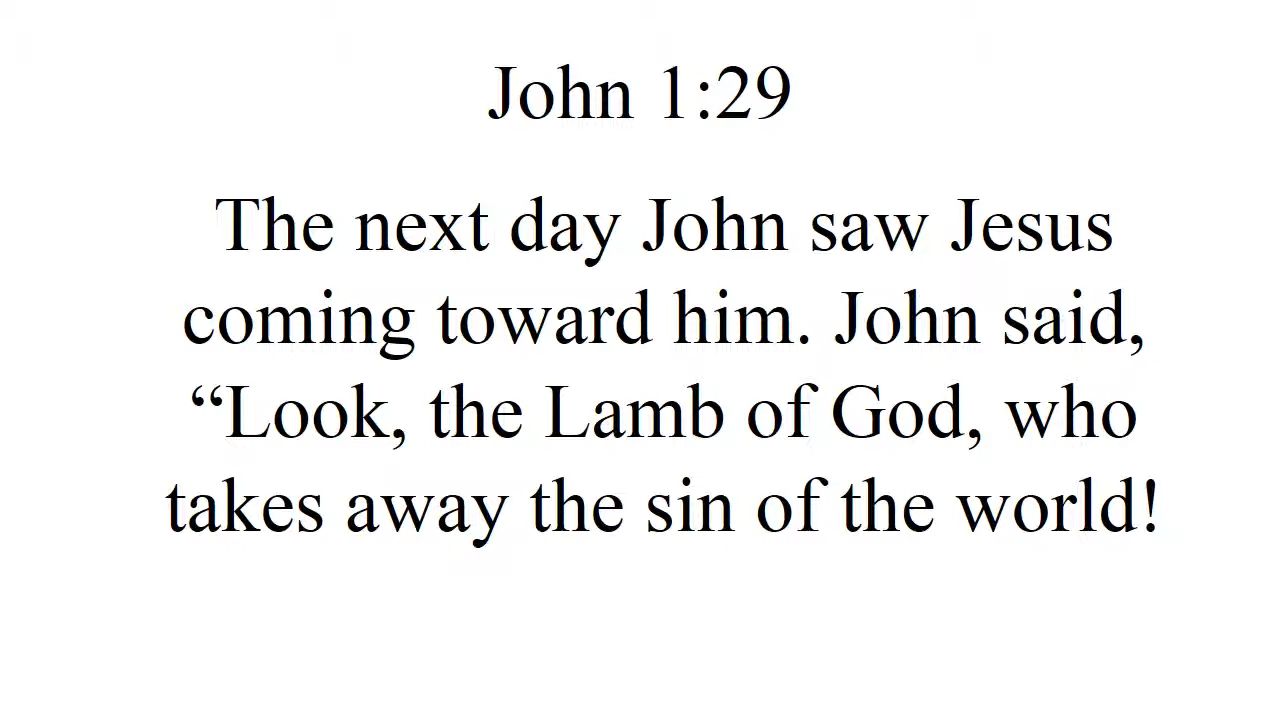 John 1:29
The next day John saw Jesus
coming toward him. John said,
“Look, the Lamb of God, who
takes away the sin of the world!